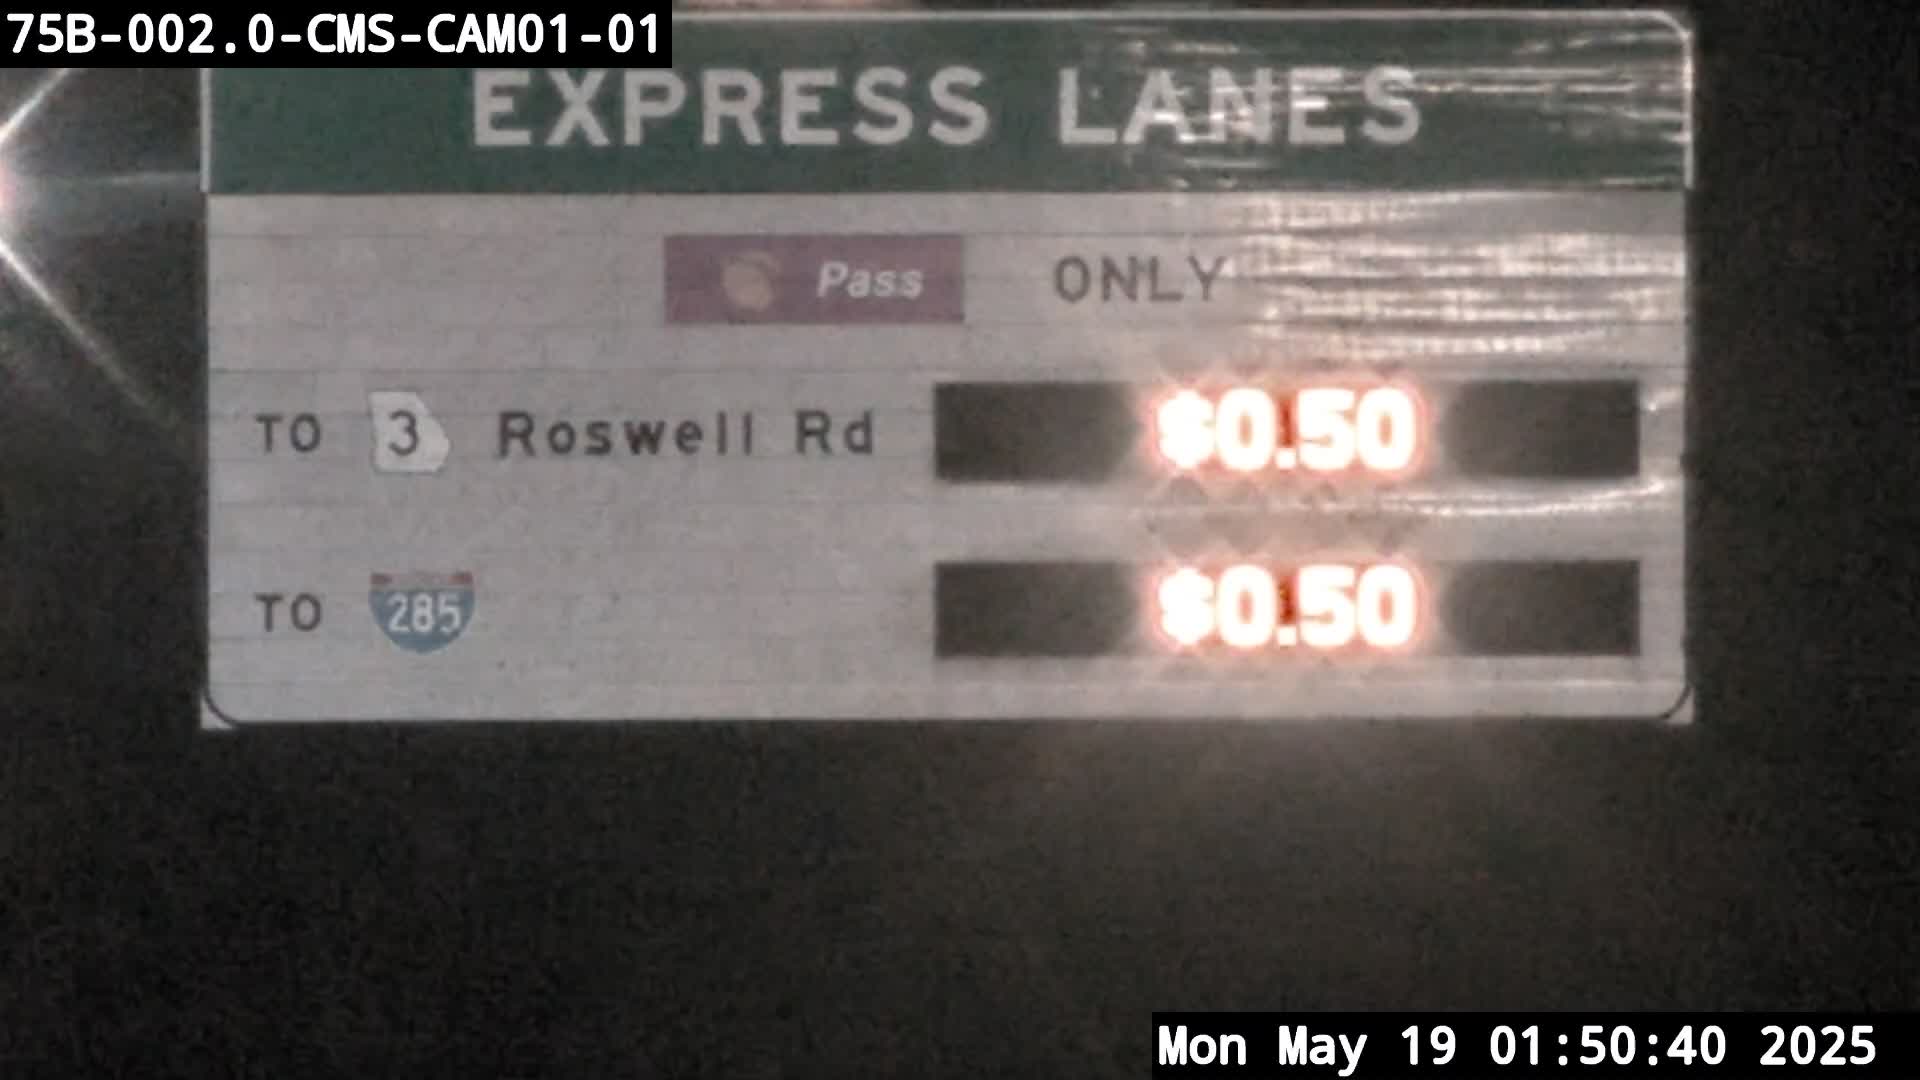 75B-002.0-CMS-CAM01-01
EXPRESS LANES
Pass ONLY
TO 3 Roswell Rd $0.50
TO 285 $0.50
Mon May 19 01:50:40 2025